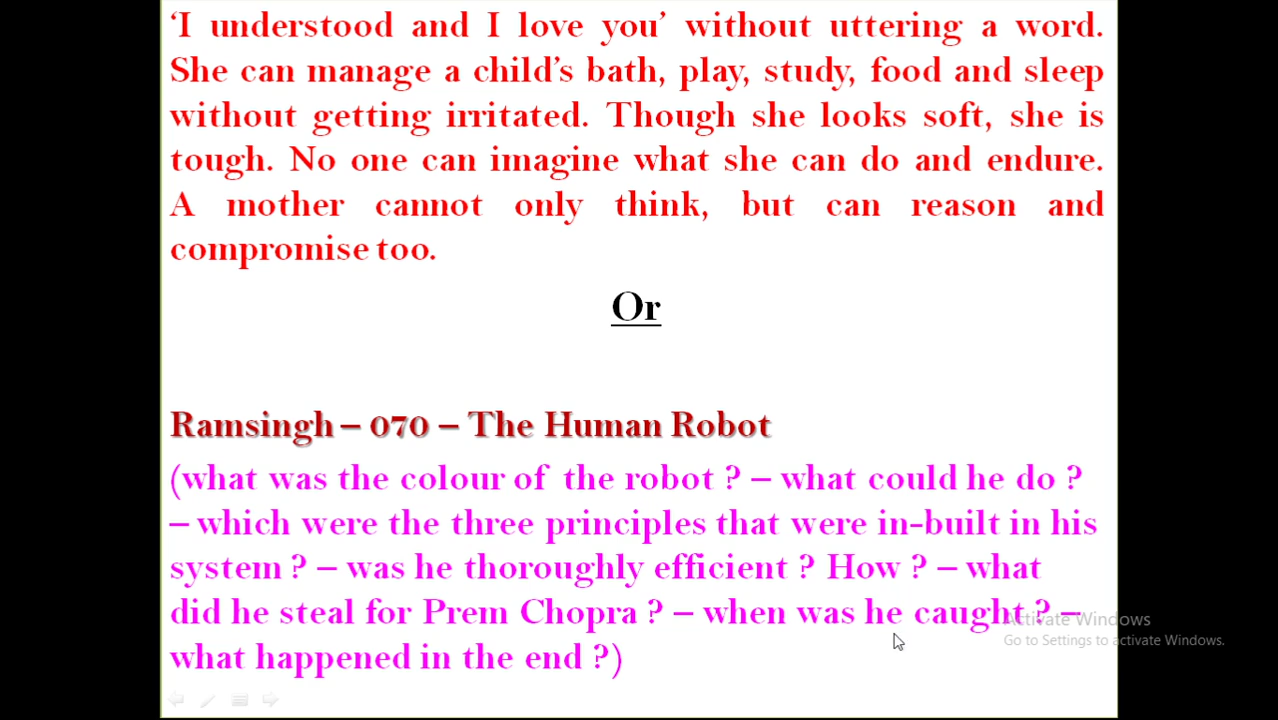 ‘I understood and I love you’ without uttering a word.
She can manage a child’s bath, play, study, food and sleep
without getting irritated. Though she looks soft, she is
tough. No one can imagine what she can do and endure.
A mother cannot only think, but can reason and
compromise too.
Or
Ramsingh – 070 – The Human Robot
(what was the colour of the robot ? – what could he do ?
– which were the three principles that were in-built in his
system ? – was he thoroughly efficient ? How ? – what
did he steal for Prem Chopra ? – when was he caught ? –
what happened in the end ?)
Activate Windows
Go to Settings to activate Windows.